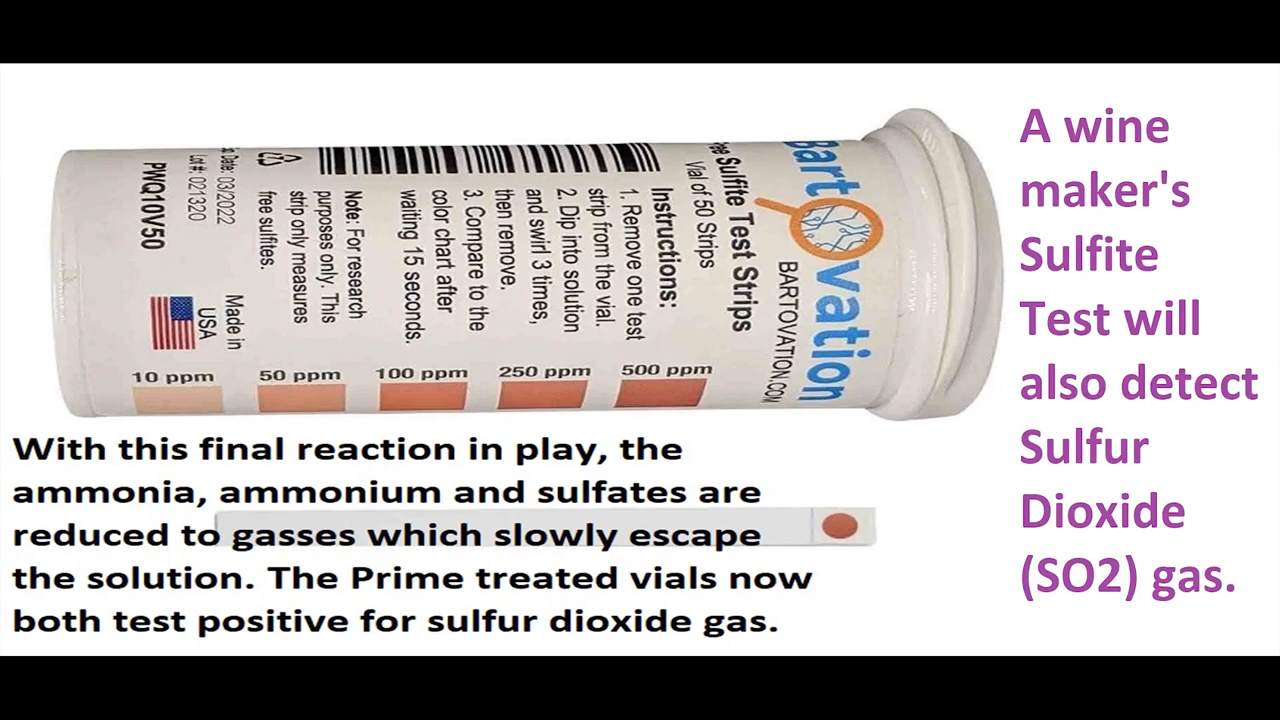 BartOvation
BARTOVATION.COM
ee Sulfite Test Strips
Vial of 50 Strips
Instructions:
1. Remove one test
strip from the vial.
2. Dip into solution
and swirl 3 times,
then remove.
3. Compare to the
color chart after
waiting 15 seconds.
Note: For research
purposes only. This
strip only measures
free sulfites.
Made in
USA
Date: 03/2022
Lot #: 021320
PWQ10V50
10 ppm
50 ppm
100 ppm
250 ppm
500 ppm
A wine
maker's
Sulfite
Test will
also detect
Sulfur
Dioxide
(SO2) gas.
With this final reaction in play, the
ammonia, ammonium and sulfates are
reduced to gasses which slowly escape
the solution. The Prime treated vials now
both test positive for sulfur dioxide gas.